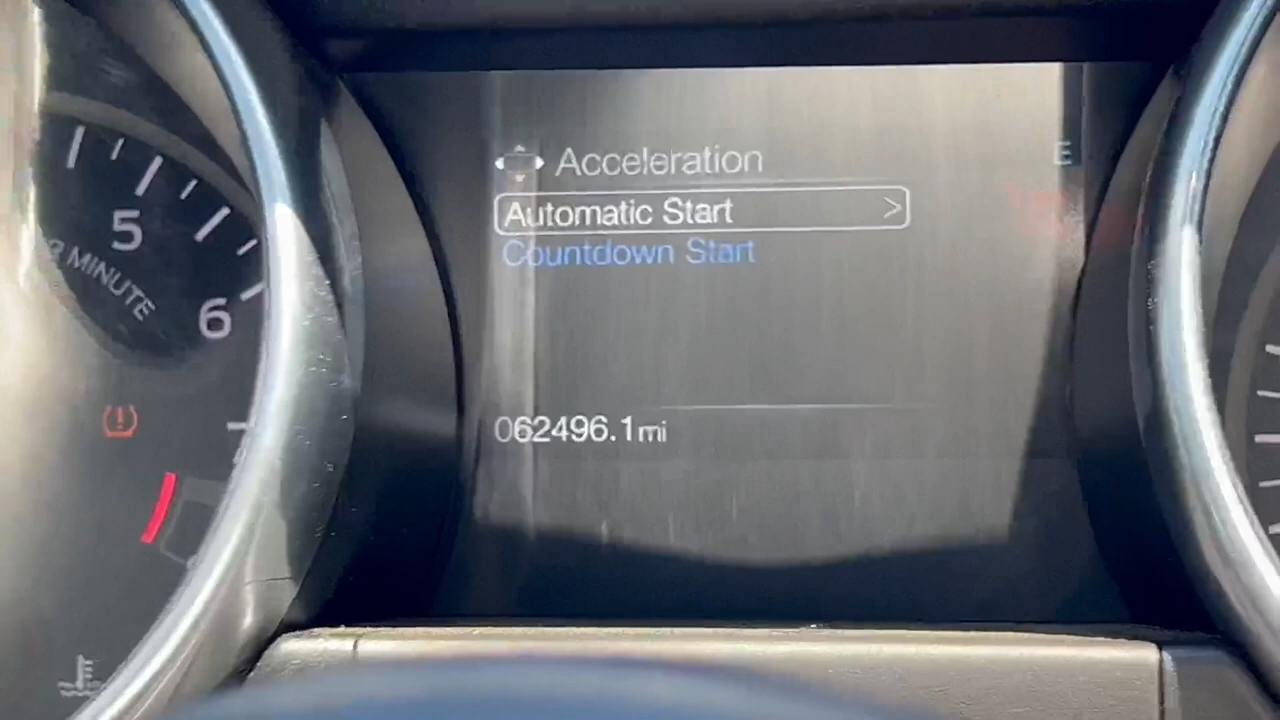 Acceleration
E
Automatic Start >
Countdown Start
5
MINUTE
6
062496.1mi